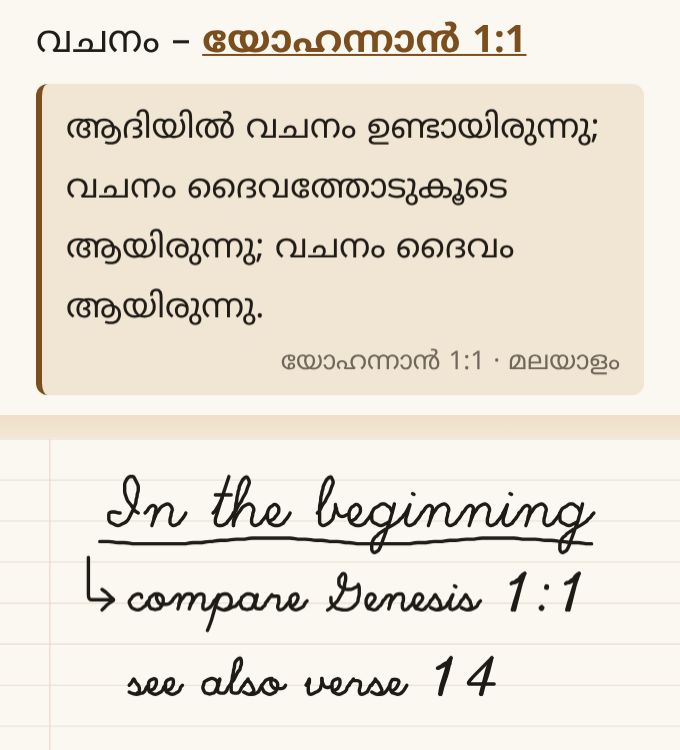 വചനം – യോഹന്നാൻ 1:1
ആദിയിൽ വചനം ഉണ്ടായിരുന്നു;
വചനം ദൈവത്തോടുകൂടെ
ആയിരുന്നു; വചനം ദൈവം
ആയിരുന്നു.
യോഹന്നാൻ 1:1 · മലയാളം
In the beginning
↳ compare Genesis 1:1
see also verse 14